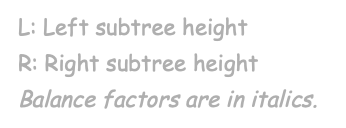 L: Left subtree height
R: Right subtree height
Balance factors are in italics.